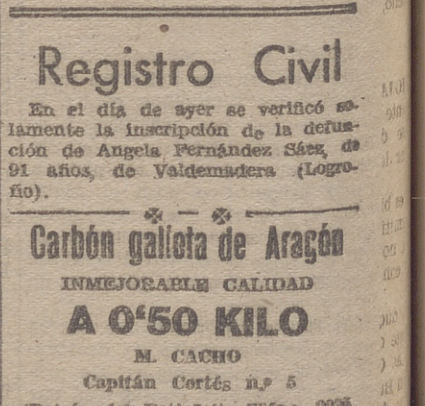 Registro Civil
En el día de ayer se verificó so-
lamente la inscripción de la defun-
ción de Angela Fernández Sáez, de
91 años, de Valdemadera (Logro-
ño).
Carbón galleta de Aragón
INMEJORABLE CALIDAD
A 0'50 KILO
M. CACHO
Capitán Cortés n.º 5